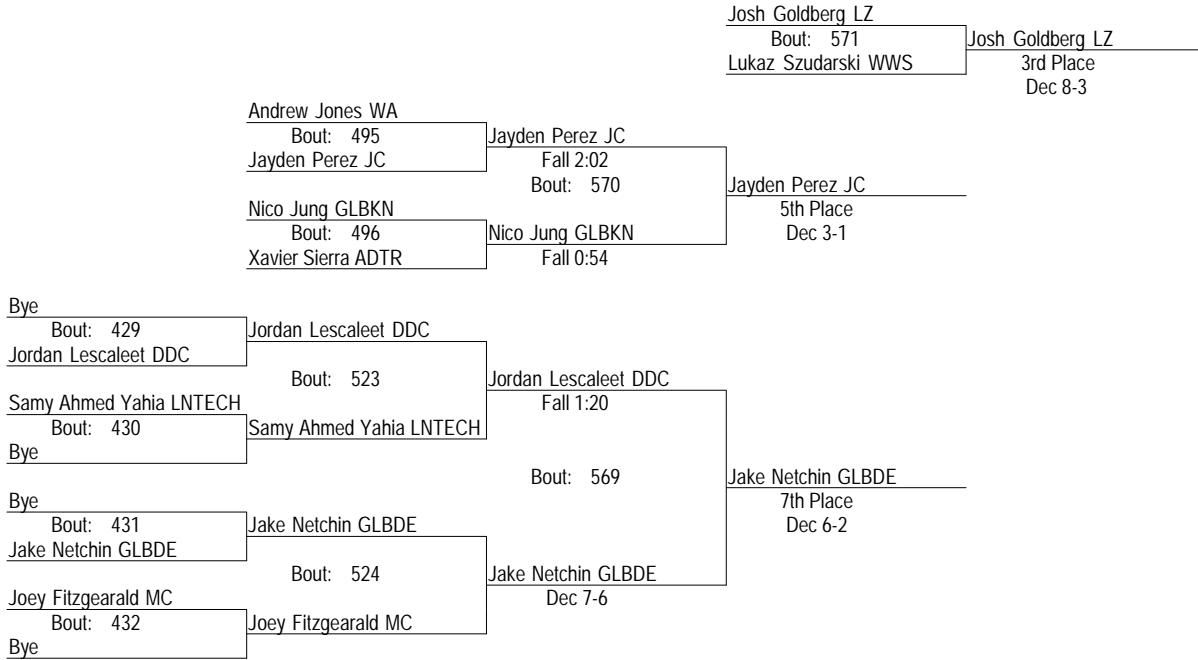 Josh Goldberg LZ
Bout: 571
Josh Goldberg LZ
Lukaz Szudarski WWS
3rd Place
Dec 8-3
Andrew Jones WA
Bout: 495
Jayden Perez JC
Jayden Perez JC
Fall 2:02
Bout: 570
Jayden Perez JC
Nico Jung GLBKN
5th Place
Bout: 496
Nico Jung GLBKN
Dec 3-1
Xavier Sierra ADTR
Fall 0:54
Bye
Bout: 429
Jordan Lescaleet DDC
Jordan Lescaleet DDC
Bout: 523
Jordan Lescaleet DDC
Samy Ahmed Yahia LNTECH
Fall 1:20
Bout: 430
Samy Ahmed Yahia LNTECH
Bye
Bout: 569
Jake Netchin GLBDE
Bye
7th Place
Bout: 431
Jake Netchin GLBDE
Dec 6-2
Jake Netchin GLBDE
Bout: 524
Jake Netchin GLBDE
Joey Fitzgearald MC
Dec 7-6
Bout: 432
Joey Fitzgearald MC
Bye